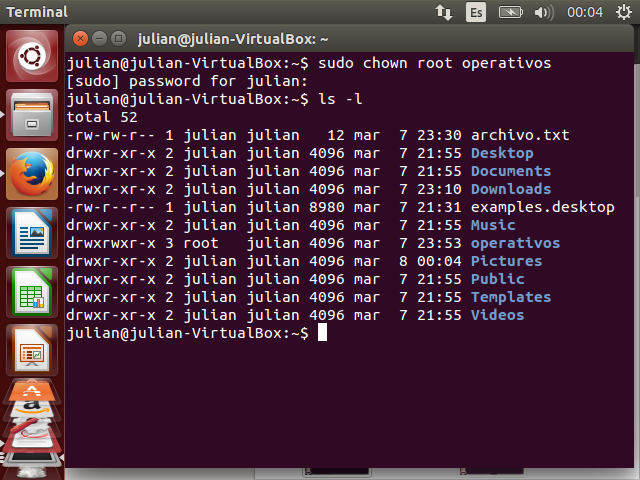 Terminal
Es
00:04
julian@julian-VirtualBox: ~
julian@julian-VirtualBox:~$ sudo chown root operativos
[sudo] password for julian:
julian@julian-VirtualBox:~$ ls -l
total 52
-rw-rw-r-- 1 julian julian   12 mar  7 23:30 archivo.txt
drwxr-xr-x 2 julian julian 4096 mar  7 21:55 Desktop
drwxr-xr-x 2 julian julian 4096 mar  7 21:55 Documents
drwxr-xr-x 2 julian julian 4096 mar  7 23:10 Downloads
-rw-r--r-- 1 julian julian 8980 mar  7 21:31 examples.desktop
drwxr-xr-x 2 julian julian 4096 mar  7 21:55 Music
drwxrwxr-x 3 root   julian 4096 mar  7 23:53 operativos
drwxr-xr-x 2 julian julian 4096 mar  8 00:04 Pictures
drwxr-xr-x 2 julian julian 4096 mar  7 21:55 Public
drwxr-xr-x 2 julian julian 4096 mar  7 21:55 Templates
drwxr-xr-x 2 julian julian 4096 mar  7 21:55 Videos
julian@julian-VirtualBox:~$